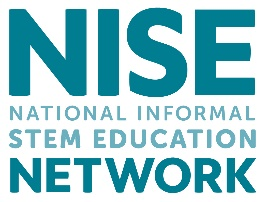 NISE
NATIONAL INFORMAL
STEM EDUCATION
NETWORK